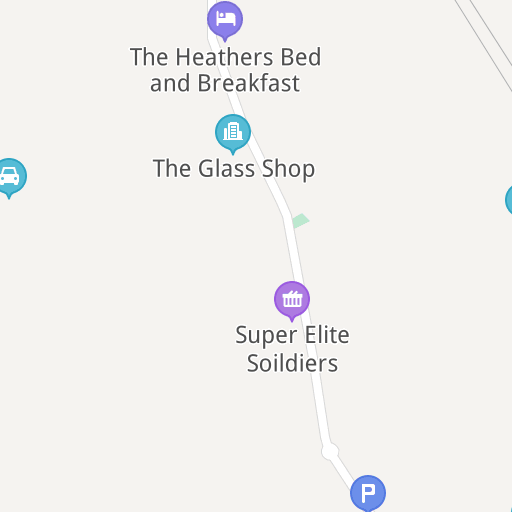 The Heathers Bed
and Breakfast
The Glass Shop
Super Elite
Soildiers
P